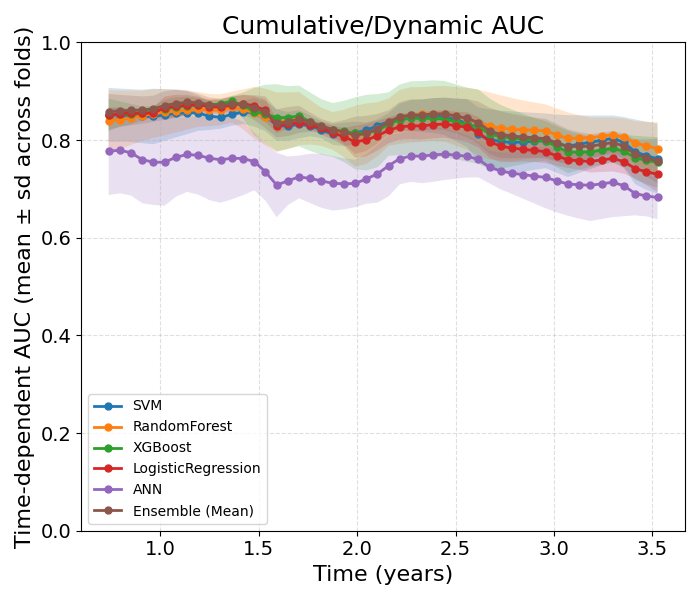 Cumulative/Dynamic AUC
Time-dependent AUC (mean ± sd across folds)
1.0
0.8
0.6
0.4
0.2
0.0
SVM
RandomForest
XGBoost
LogisticRegression
ANN
Ensemble (Mean)
1.0 1.5 2.0 2.5 3.0 3.5
Time (years)